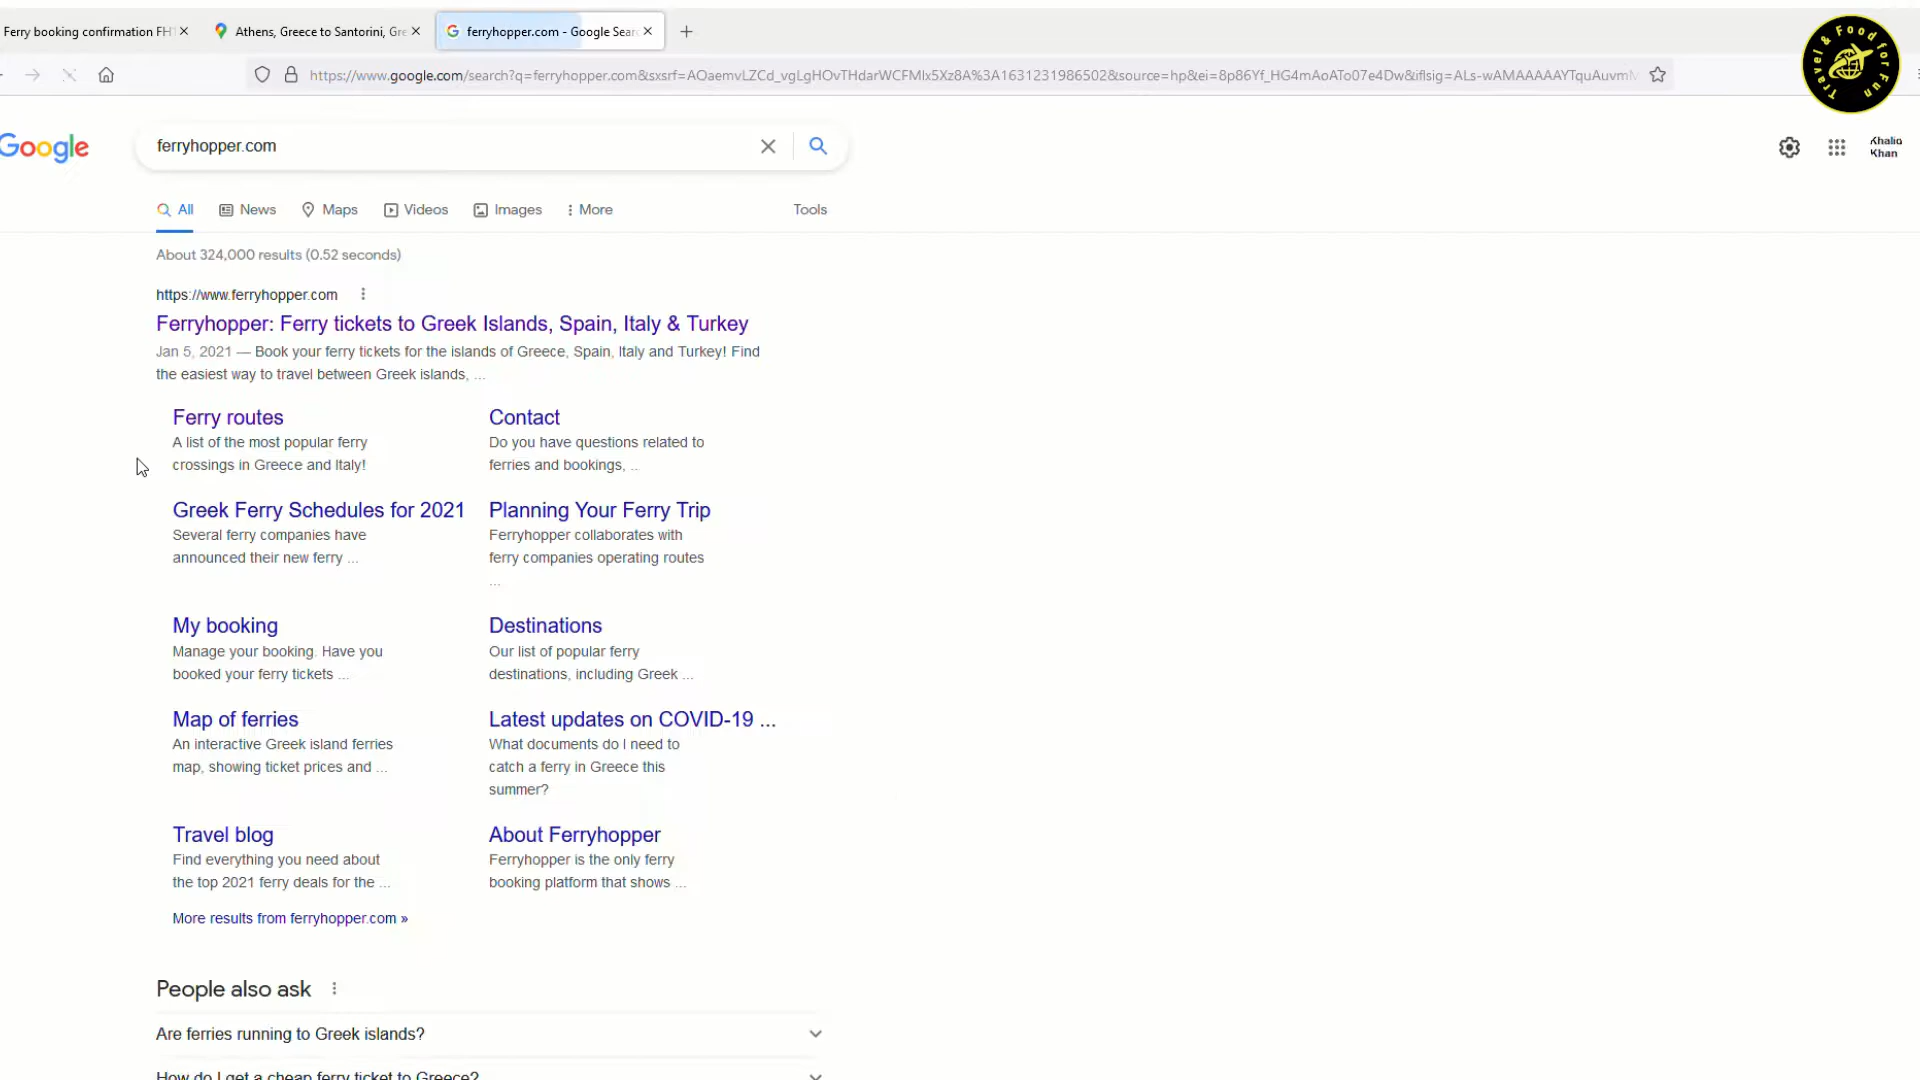 Ferry booking confirmation FHT
Athens, Greece to Santorini, Gre
ferryhopper.com - Google Sear
https://www.google.com/search?q=ferryhopper.com&sxsrf=AOaemvLZCd_vgLgHOvTHdarWCFMlx5Xz8A%3A1631231986502&source=hp&ei=8p86Yf_HG4mAoATo07e4Dw&iflsig=ALs-wAMAAAAAYTquAuvmM
Travel & Food for Fun
Google
ferryhopper.com
Khalid
Khan
All News Maps Videos Images More Tools
About 324,000 results (0.52 seconds)
https://www.ferryhopper.com
Ferryhopper: Ferry tickets to Greek Islands, Spain, Italy & Turkey
Jan 5, 2021 — Book your ferry tickets for the islands of Greece, Spain, Italy and Turkey! Find
the easiest way to travel between Greek islands, ...
Ferry routes
A list of the most popular ferry
crossings in Greece and Italy!
Contact
Do you have questions related to
ferries and bookings, ...
Greek Ferry Schedules for 2021
Several ferry companies have
announced their new ferry ...
Planning Your Ferry Trip
Ferryhopper collaborates with
ferry companies operating routes
...
My booking
Manage your booking. Have you
booked your ferry tickets ...
Destinations
Our list of popular ferry
destinations, including Greek ...
Map of ferries
An interactive Greek island ferries
map, showing ticket prices and ...
Latest updates on COVID-19 ...
What documents do I need to
catch a ferry in Greece this
summer?
Travel blog
Find everything you need about
the top 2021 ferry deals for the ...
About Ferryhopper
Ferryhopper is the only ferry
booking platform that shows ...
More results from ferryhopper.com »
People also ask
Are ferries running to Greek islands?
How do I get a cheap ferry ticket to Greece?